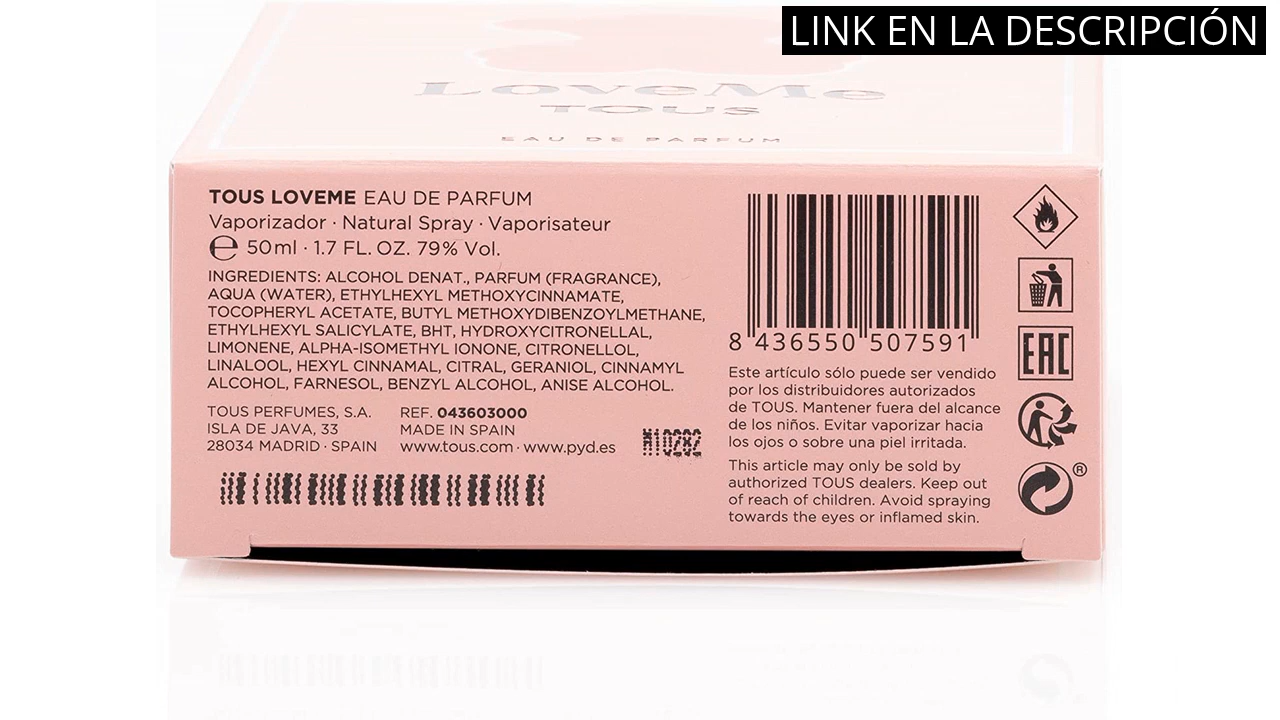 LINK EN LA DESCRIPCIÓN
LoveMe
TOUS
EAU DE PARFUM
TOUS LOVEME EAU DE PARFUM
Vaporizador · Natural Spray · Vaporisateur
℮ 50ml · 1.7 FL. OZ. 79% Vol.
INGREDIENTS: ALCOHOL DENAT., PARFUM (FRAGRANCE),
AQUA (WATER), ETHYLHEXYL METHOXYCINNAMATE,
TOCOPHERYL ACETATE, BUTYL METHOXYDIBENZOYLMETHANE,
ETHYLHEXYL SALICYLATE, BHT, HYDROXYCITRONELLAL,
LIMONENE, ALPHA-ISOMETHYL IONONE, CITRONELLOL,
LINALOOL, HEXYL CINNAMAL, CITRAL, GERANIOL, CINNAMYL
ALCOHOL, FARNESOL, BENZYL ALCOHOL, ANISE ALCOHOL.
TOUS PERFUMES, S.A.
ISLA DE JAVA, 33
28034 MADRID · SPAIN
REF. 043603000
MADE IN SPAIN
www.tous.com · www.pyd.es
8 436550 507591
Este artículo sólo puede ser vendido
por los distribuidores autorizados
de TOUS. Mantener fuera del alcance
de los niños. Evitar vaporizar hacia
los ojos o sobre una piel irritada.
This article may only be sold by
authorized TOUS dealers. Keep out
of reach of children. Avoid spraying
towards the eyes or inflamed skin.
EAC
®